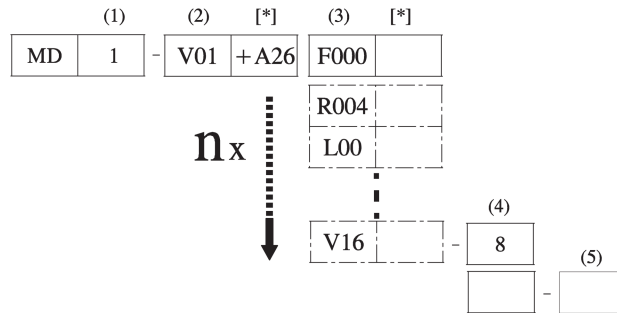 (1) (2) [*] (3) [*]
MD 1 - V01 +A26 F000
R004
nx L00
(4)
V16 - 8
(5)
-